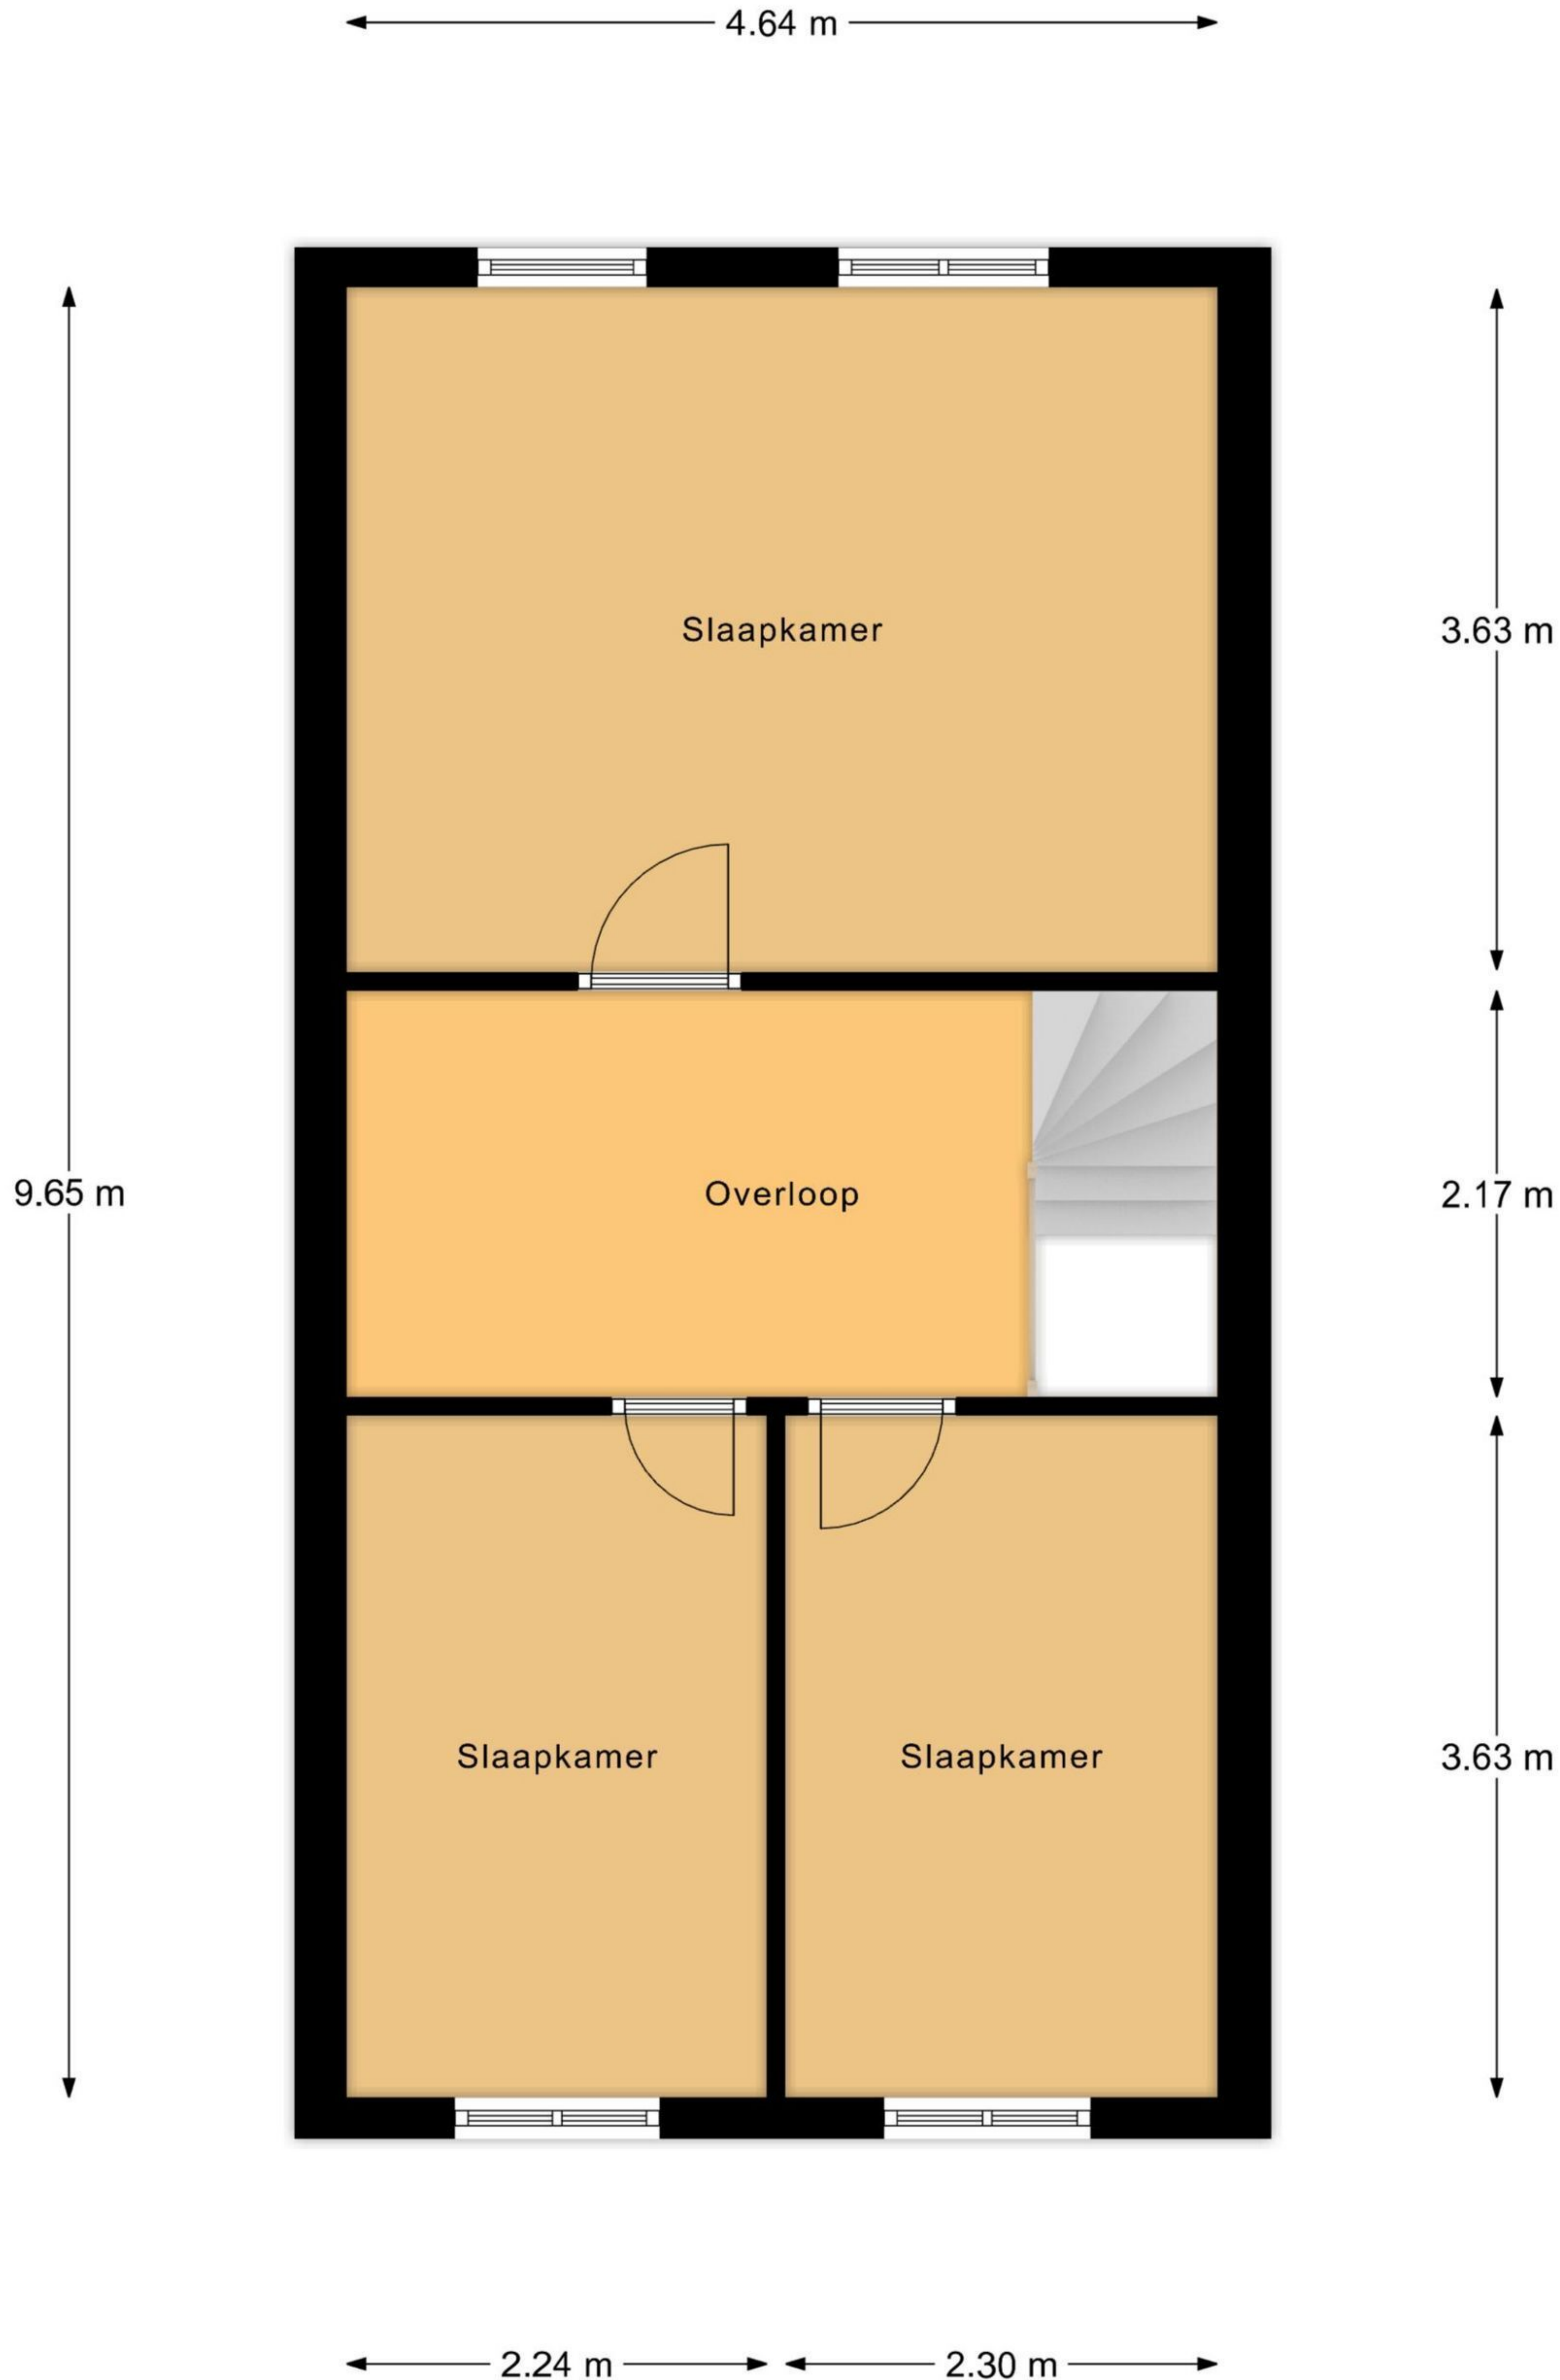 4.64 m
Slaapkamer
3.63 m
9.65 m
Overloop
2.17 m
Slaapkamer
Slaapkamer
3.63 m
2.24 m
2.30 m